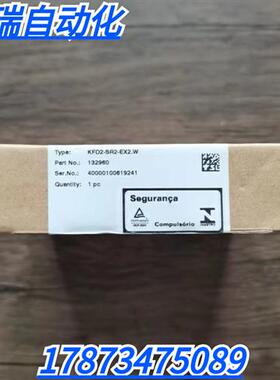 瑞自动化
Type: KFD2-SR2-EX2.W
Part No.: 132960
Ser.No.: 40000100619241
Quantity: 1 pc
Segurança
Compulsório
17873475089